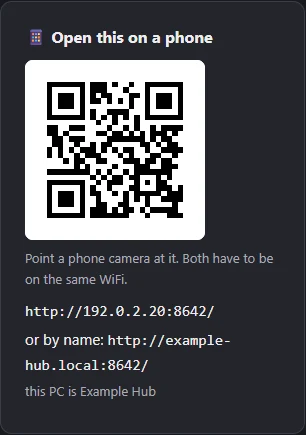 Open this on a phone
Point a phone camera at it. Both have to be
on the same WiFi.
http://192.0.2.20:8642/
or by name: http://example-
hub.local:8642/
this PC is Example Hub